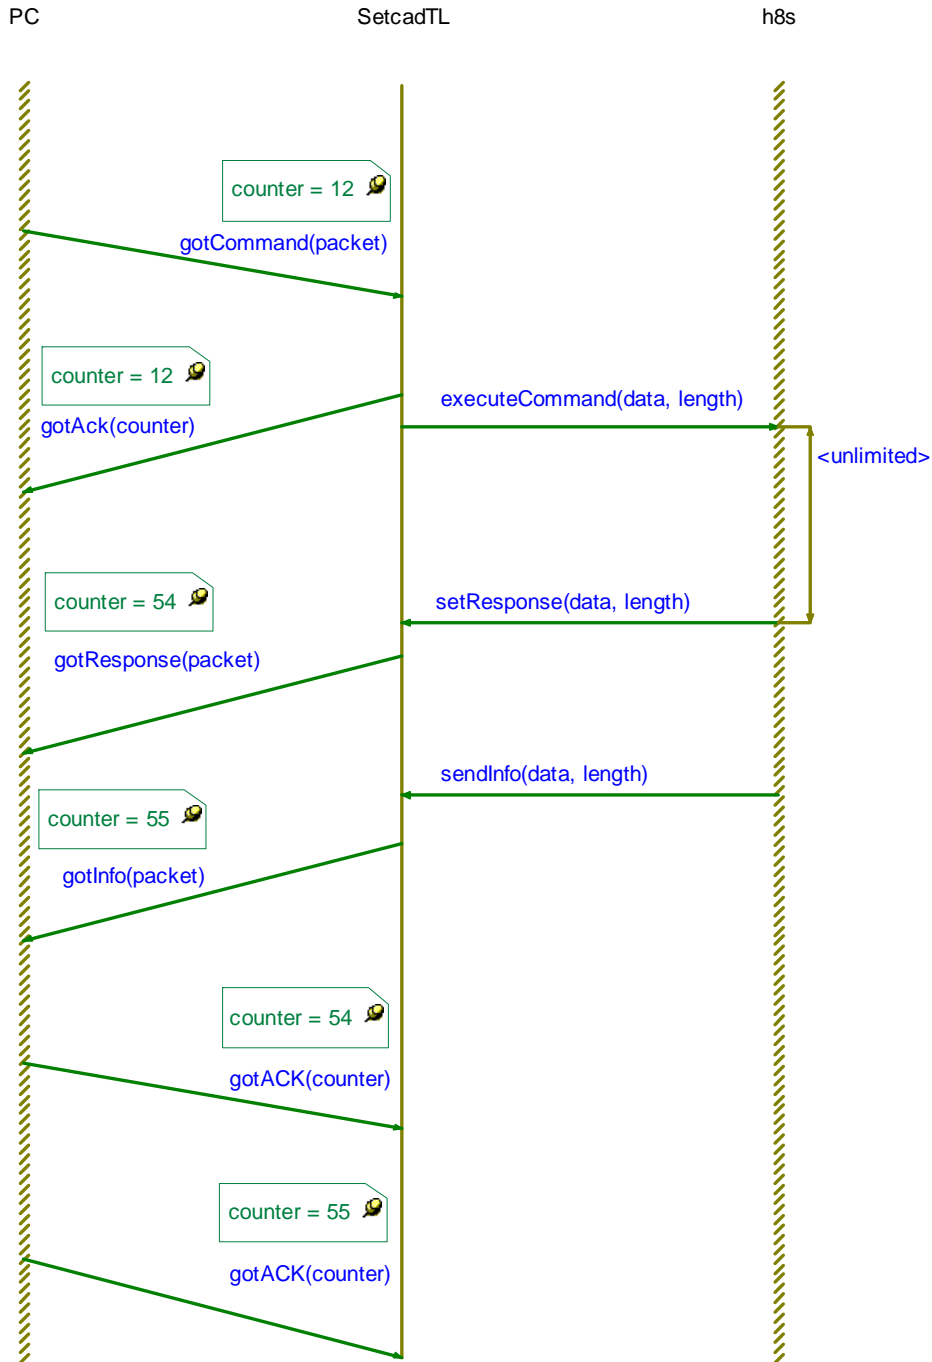 PC
SetcadTL
h8s
counter = 12
gotCommand(packet)
counter = 12
gotAck(counter)
executeCommand(data, length)
<unlimited>
counter = 54
setResponse(data, length)
gotResponse(packet)
sendInfo(data, length)
counter = 55
gotInfo(packet)
counter = 54
gotACK(counter)
counter = 55
gotACK(counter)